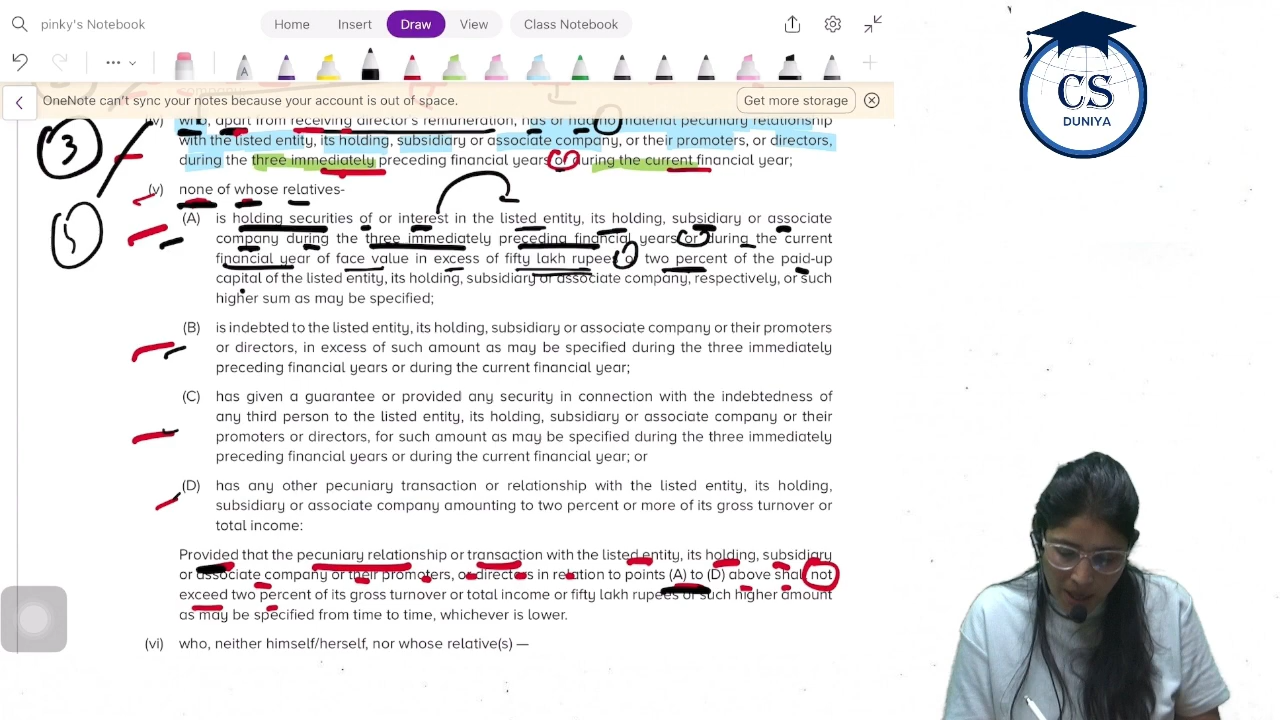 pinky's Notebook
Home Insert Draw View Class Notebook
OneNote can't sync your notes because your account is out of space. Get more storage
CS
DUNIYA
(iv) who, apart from receiving director's remuneration, has or had no material pecuniary relationship
with the listed entity, its holding, subsidiary or associate company, or their promoters, or directors,
during the three immediately preceding financial years or during the current financial year;
3
(v) none of whose relatives-
(A) is holding securities of or interest in the listed entity, its holding, subsidiary or associate
company during the three immediately preceding financial years or during the current
financial year of face value in excess of fifty lakh rupees or two percent of the paid-up
capital of the listed entity, its holding, subsidiary or associate company, respectively, or such
higher sum as may be specified;
(B) is indebted to the listed entity, its holding, subsidiary or associate company or their promoters
or directors, in excess of such amount as may be specified during the three immediately
preceding financial years or during the current financial year;
(C) has given a guarantee or provided any security in connection with the indebtedness of
any third person to the listed entity, its holding, subsidiary or associate company or their
promoters or directors, for such amount as may be specified during the three immediately
preceding financial years or during the current financial year; or
(D) has any other pecuniary transaction or relationship with the listed entity, its holding,
subsidiary or associate company amounting to two percent or more of its gross turnover or
total income:
Provided that the pecuniary relationship or transaction with the listed entity, its holding, subsidiary
or associate company or their promoters, or directors in relation to points (A) to (D) above shall not
exceed two percent of its gross turnover or total income or fifty lakh rupees or such higher amount
as may be specified from time to time, whichever is lower.
(vi) who, neither himself/herself, nor whose relative(s) —